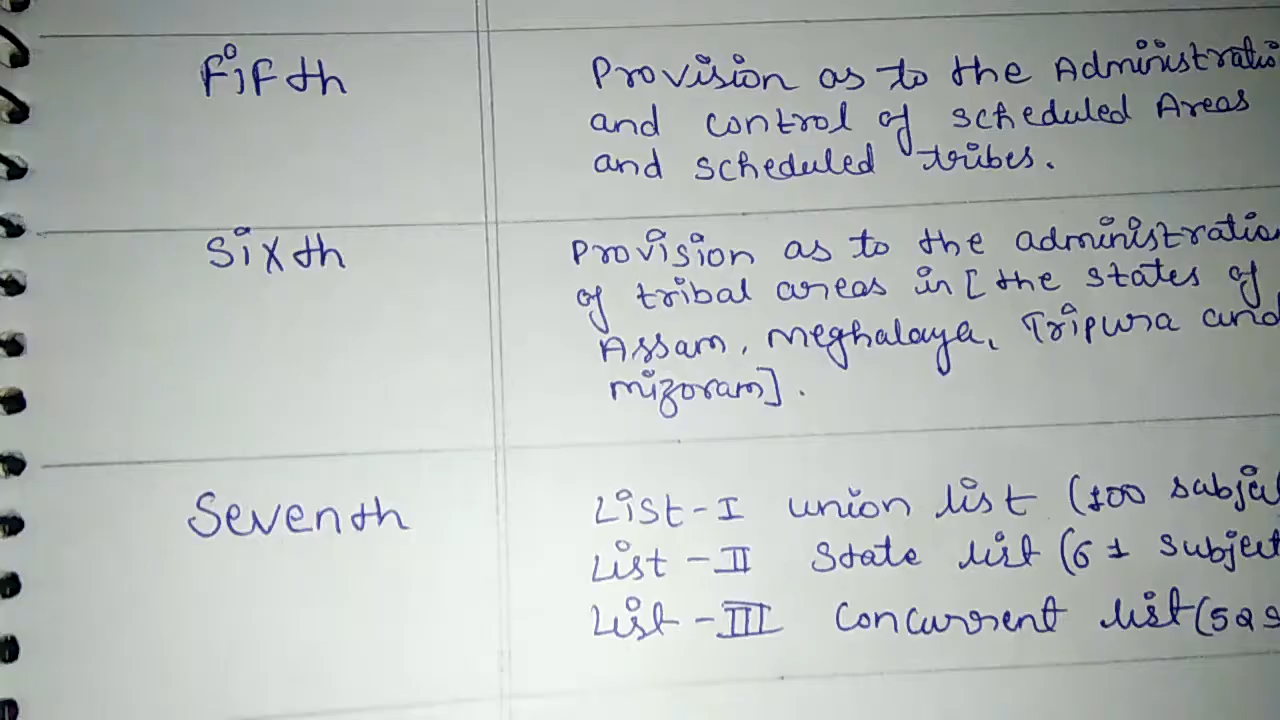 Fifth
Provision as to the Administratio
and control of scheduled Areas
and scheduled tribes.
Sixth
Provision as to the administratio
of tribal areas in [ the states of
Assam, Meghalaya, Tripura and
mizoram].
Seventh
List-I union list (100 subje
List-II State list (61 subject
List-III Concurrent list (52 s